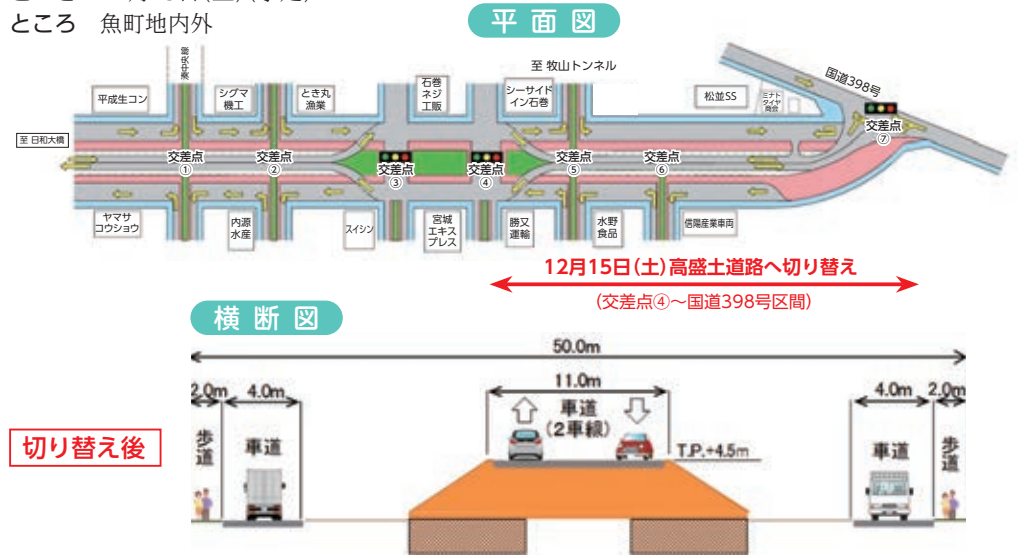 ところ 魚町地内外
平面図
至 牧山トンネル
国道398号
平成生コン
シグマ
機工
とき丸
漁業
石巻
ネジ
工販
シーサイド
イン石巻
松並SS
ミナト
タイヤ
商会
至 日和大橋
交差点
①
交差点
②
交差点
③
交差点
④
交差点
⑤
交差点
⑥
交差点
⑦
ヤマサ
コウショウ
内源
水産
スイシン
宮城
エキス
プレス
勝又
運輸
水野
食品
信陽産業車両
12月15日(土)高盛土道路へ切り替え
(交差点④～国道398号区間)
横断図
50.0m
2.0m 4.0m 11.0m 4.0m 2.0m
切り替え後
歩道
車道
車道
(2車線)
T.P.+4.5m
車道
歩道